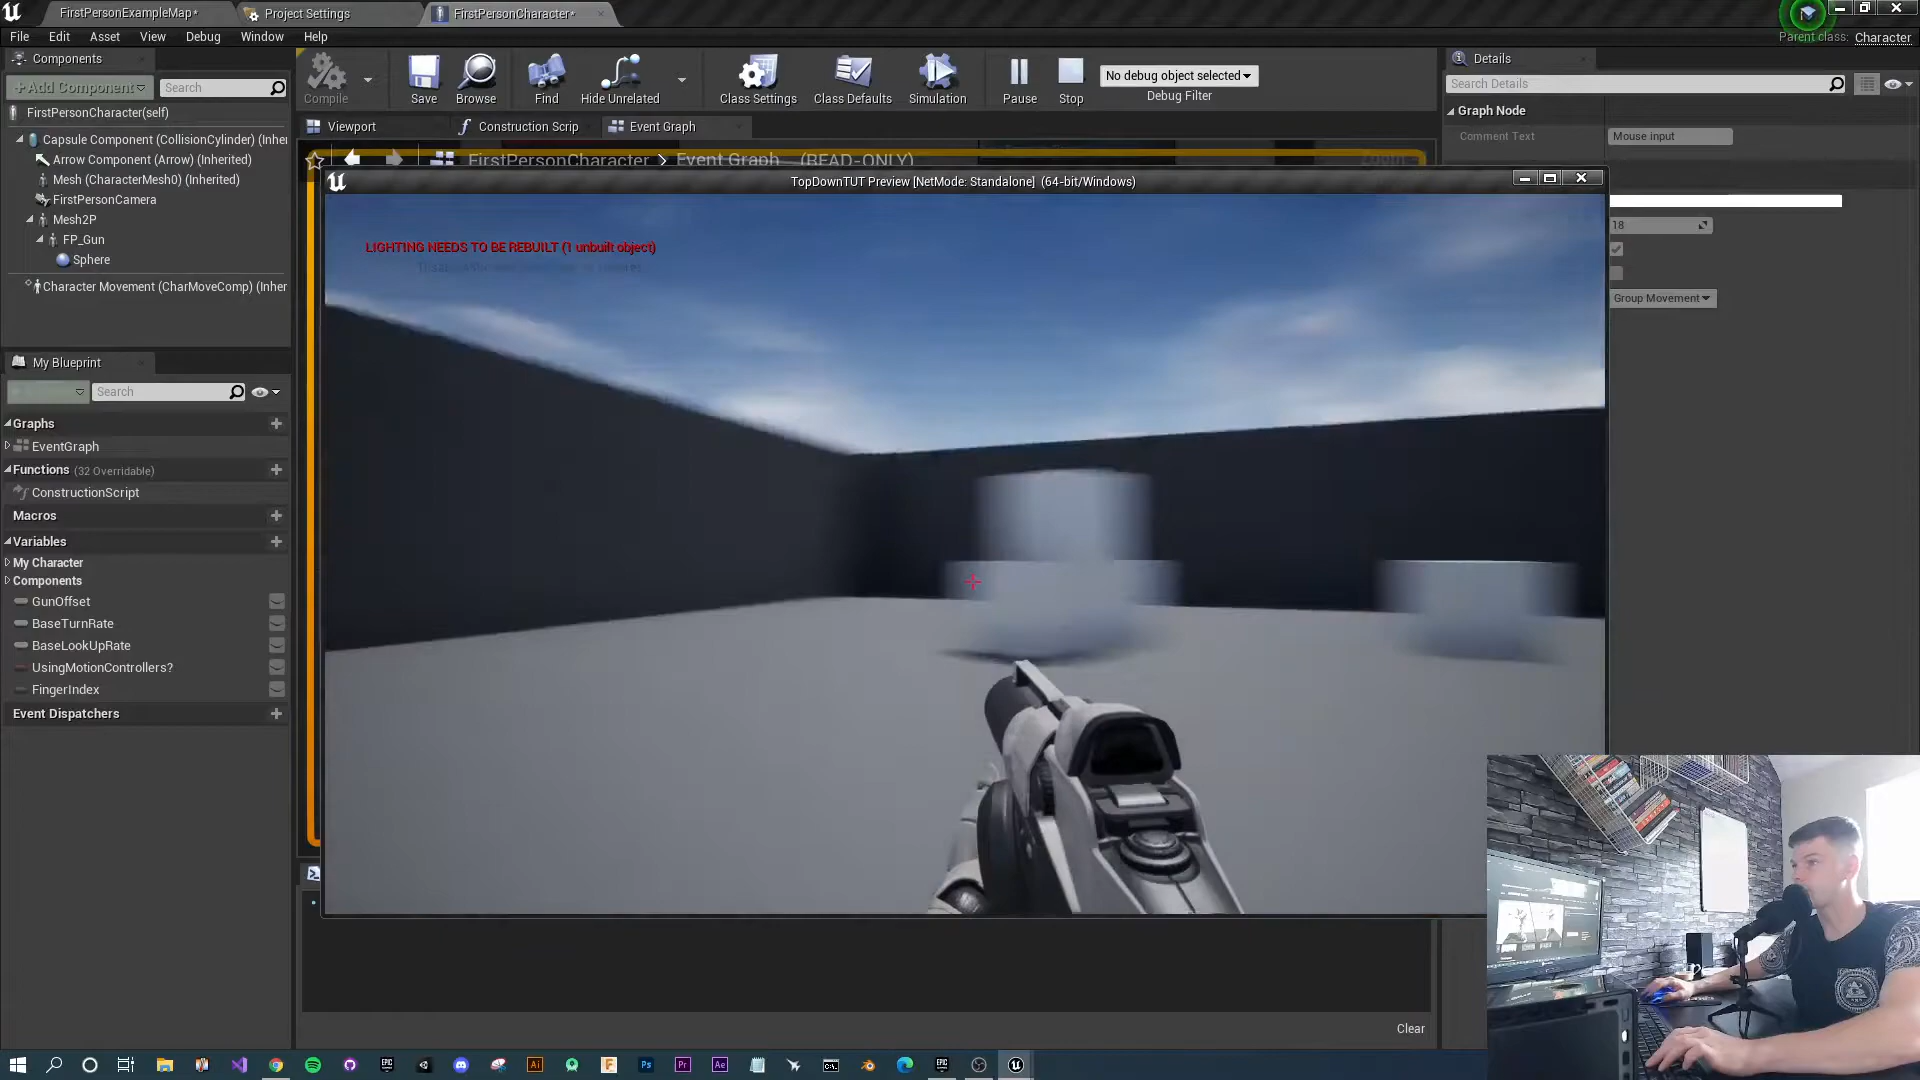 FirstPersonExampleMap*
Project Settings
FirstPersonCharacter*
File Edit Asset View Debug Window Help
Parent class: Character
Components
+Add Component
Search
FirstPersonCharacter(self)
Capsule Component (CollisionCylinder) (Inher
Arrow Component (Arrow) (Inherited)
Mesh (CharacterMesh0) (Inherited)
FirstPersonCamera
Mesh2P
FP_Gun
Sphere
Character Movement (CharMoveComp) (Inher
Compile
Save
Browse
Find
Hide Unrelated
Class Settings
Class Defaults
Simulation
Pause
Stop
No debug object selected
Debug Filter
Viewport
Construction Scrip
Event Graph
FirstPersonCharacter > Event Graph (READ-ONLY)
Zoom
TopDownTUT Preview [NetMode: Standalone] (64-bit/Windows)
LIGHTING NEEDS TO BE REBUILT (1 unbuilt object)
Details
Search Details
Graph Node
Comment Text
Mouse input
18
Group Movement
My Blueprint
Search
Graphs
EventGraph
Functions (32 Overridable)
ConstructionScript
Macros
Variables
My Character
Components
GunOffset
BaseTurnRate
BaseLookUpRate
UsingMotionControllers?
FingerIndex
Event Dispatchers
Clear